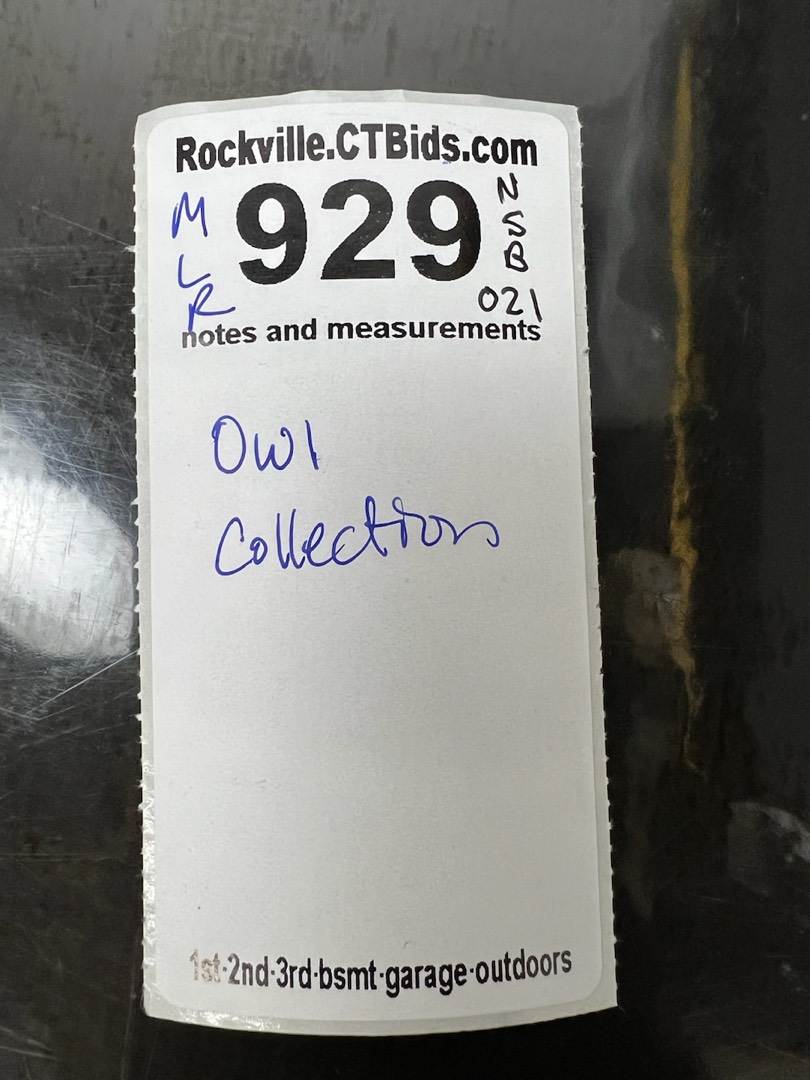 Rockville.CTBids.com
M
L
R
929
N
S
B
021
notes and measurements
Owl
Collection
1st·2nd·3rd·bsmt·garage·outdoors